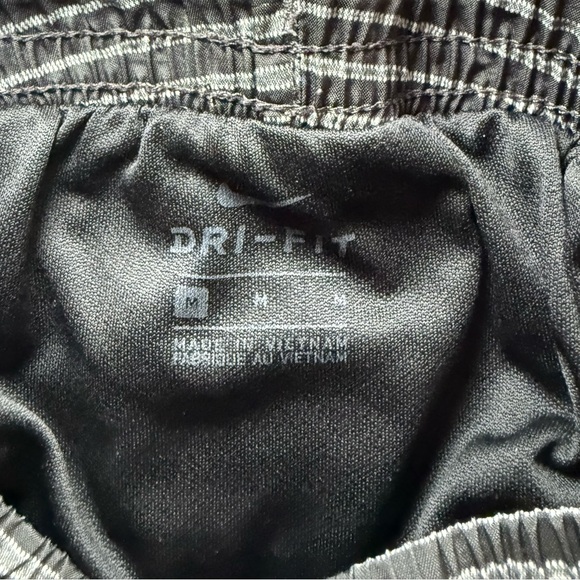 DRI-FIT
M M M
MADE IN VIETNAM
FABRIQUE AU VIETNAM